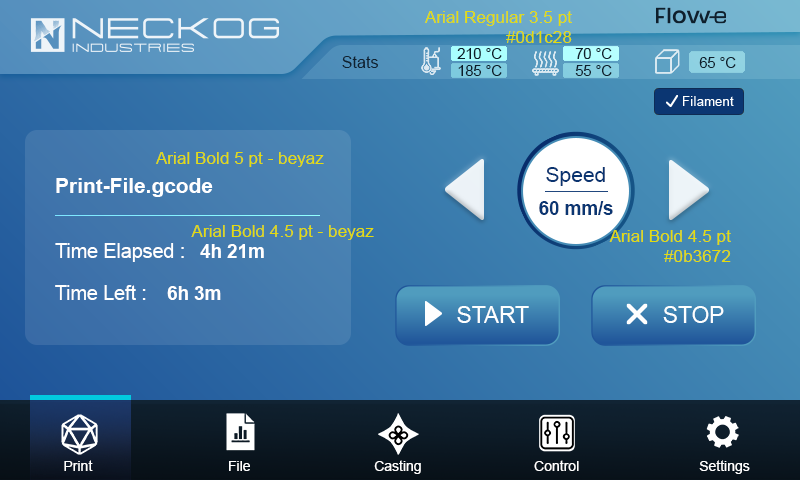 NECKOG
INDUSTRIES
Arial Regular 3.5 pt
#0d1c28
Flow-e
Stats
210 °C
185 °C
70 °C
55 °C
65 °C
Filament
Arial Bold 5 pt - beyaz
Print-File.gcode
Arial Bold 4.5 pt - beyaz
Time Elapsed : 4h 21m
Time Left : 6h 3m
Speed
60 mm/s
Arial Bold 4.5 pt
#0b3672
START
STOP
Print
File
Casting
Control
Settings